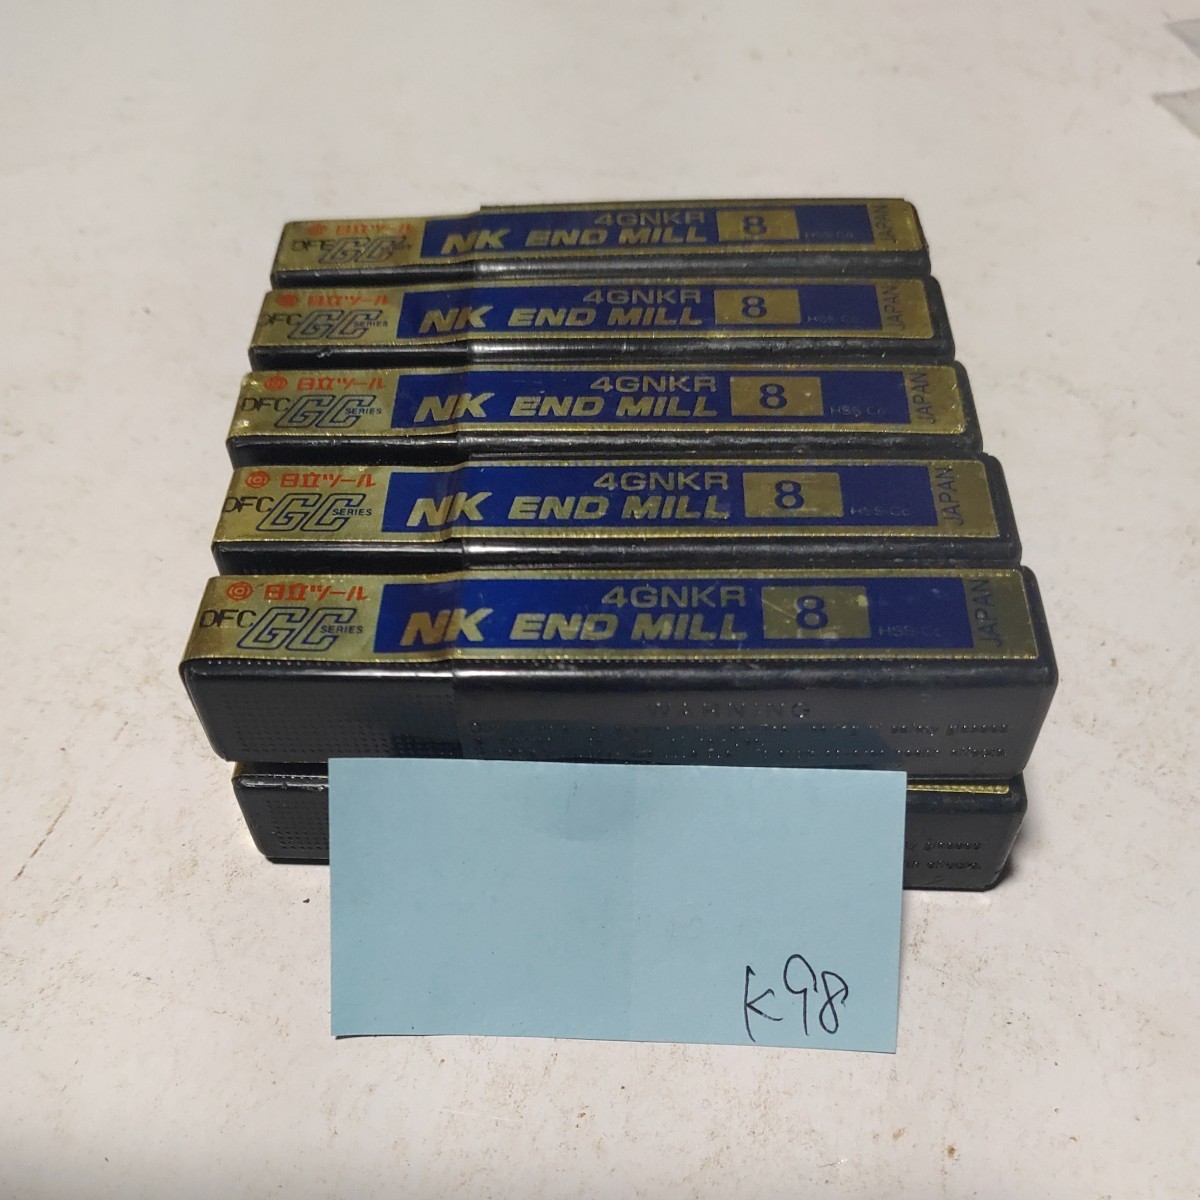 日立ツール
DFC GC SERIES
4GNKR
NK END MILL
8
HSS-Co
JAPAN
日立ツール
DFC GC SERIES
4GNKR
NK END MILL
8
HSS-Co
JAPAN
日立ツール
DFC GC SERIES
4GNKR
NK END MILL
8
HSS-Co
JAPAN
日立ツール
DFC GC SERIES
4GNKR
NK END MILL
8
HSS-Co
JAPAN
日立ツール
DFC GC SERIES
4GNKR
NK END MILL
8
HSS-Co
JAPAN
WARNING
safety glasses
K98